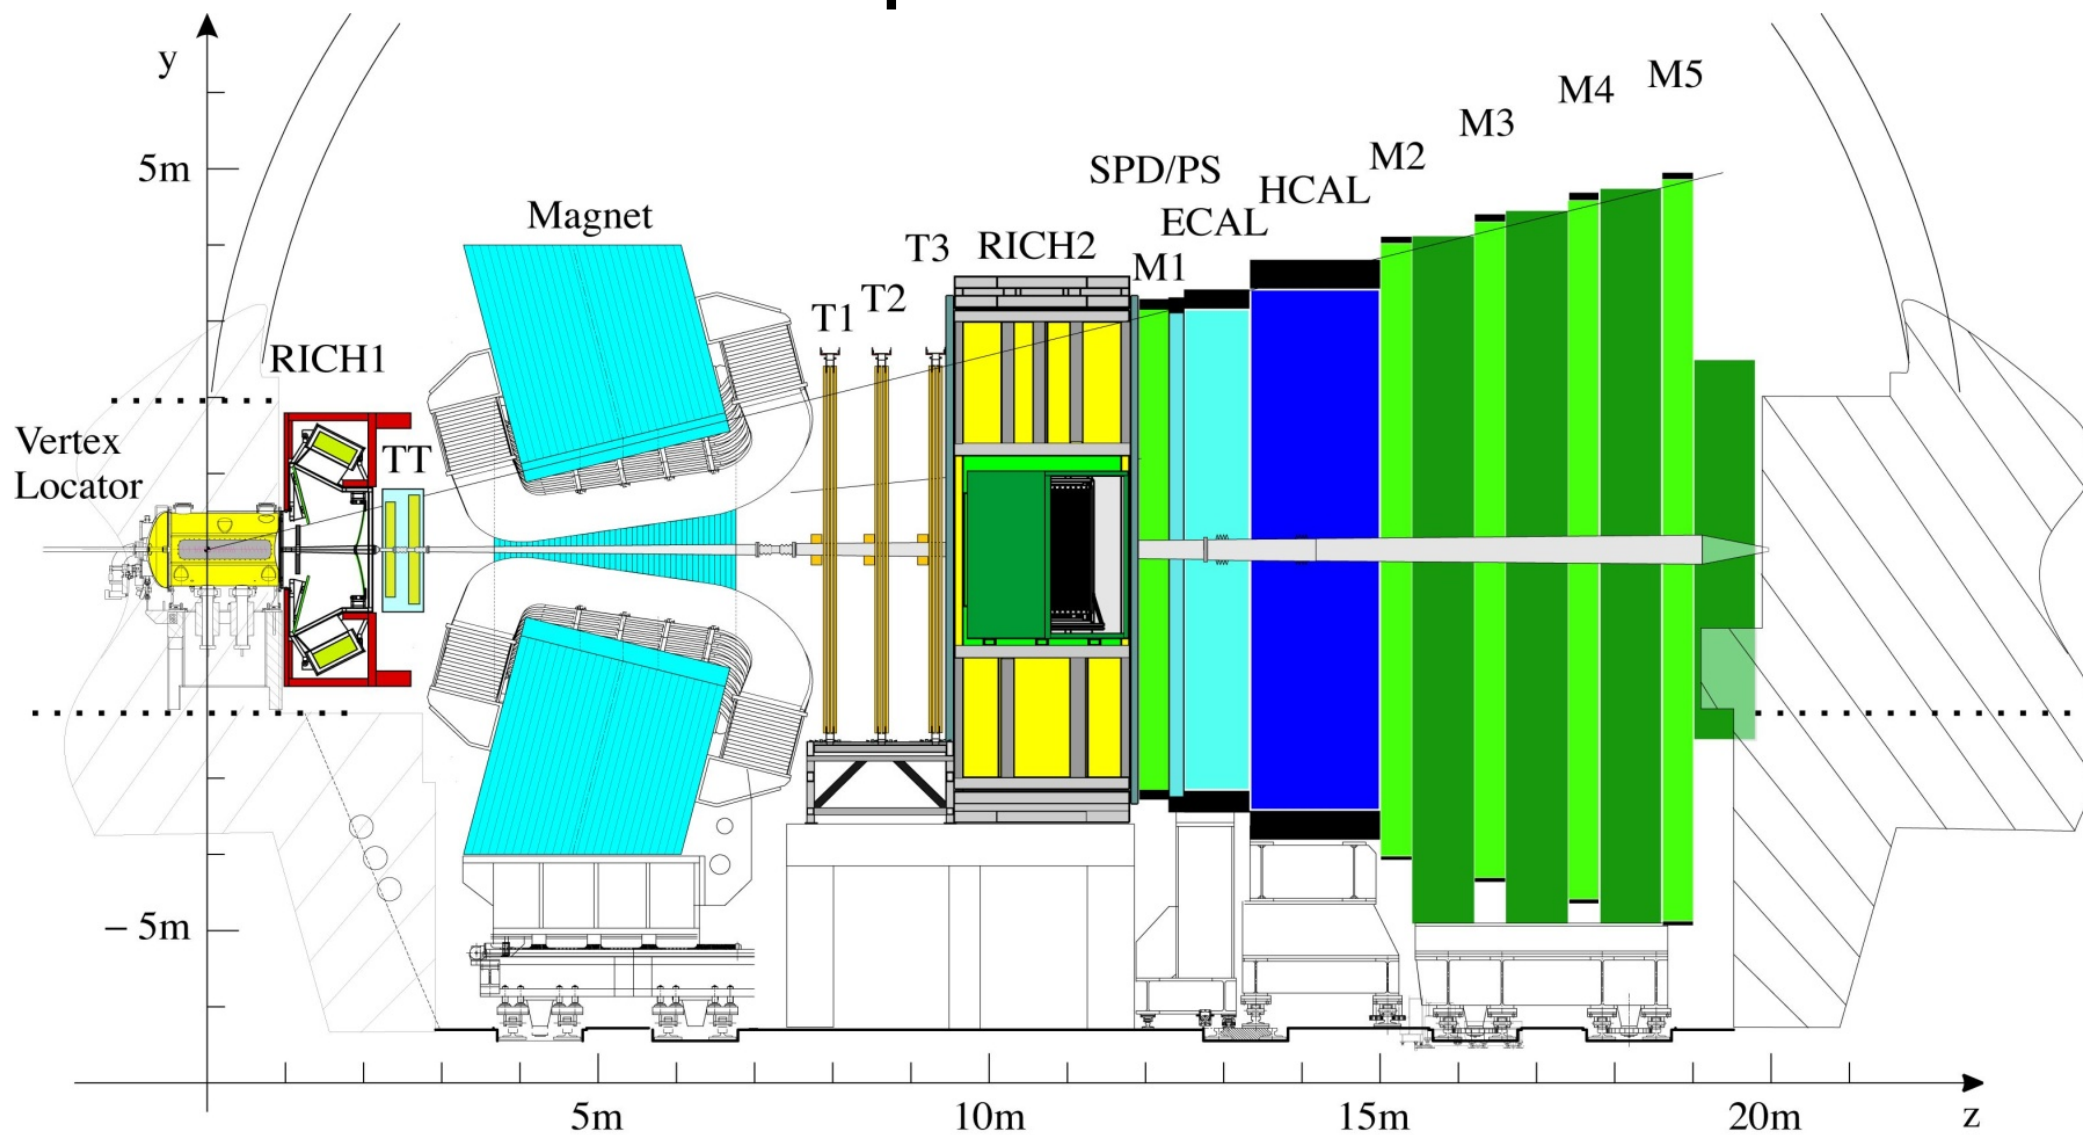 y
M5
M4
M3
M2
5m
SPD/PS
HCAL
Magnet
ECAL
T3
RICH2
M1
T2
T1
RICH1
Vertex
Locator
TT
− 5m
5m
10m
15m
20m
z